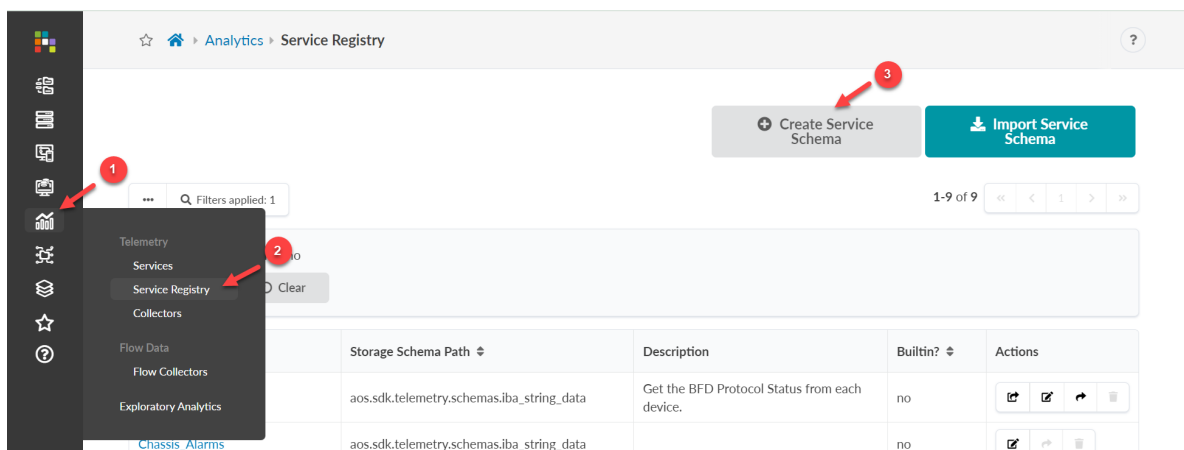 Analytics Service Registry
?
3
Create Service
Schema
Import Service
Schema
1
Filters applied: 1
1-9 of 9
1
Telemetry
2
Services
Service Registry
Clear
Collectors
Flow Data
Flow Collectors
Exploratory Analytics
Storage Schema Path
Description
Builtin?
Actions
aos.sdk.telemetry.schemas.iba_string_data
Get the BFD Protocol Status from each
device.
no
Chassis Alarms
aos.sdk.telemetry.schemas.iba_string_data
no